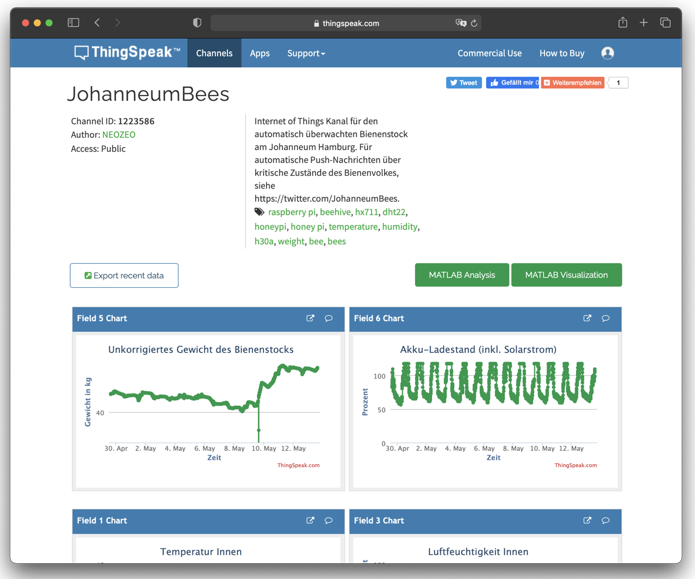 thingspeak.com
ThingSpeak™
Channels
Apps
Support
Commercial Use
How to Buy
Tweet
Gefällt mir 0
Weiterempfehlen
1
JohanneumBees
Channel ID: 1223586
Author: NEOZEO
Access: Public
Internet of Things Kanal für den
automatisch überwachten Bienenstock
am Johanneum Hamburg. Für
automatische Push-Nachrichten über
kritische Zustände des Bienenvolkes,
siehe
https://twitter.com/JohanneumBees.
raspberry pi, beehive, hx711, dht22,
honeypi, honey pi, temperature, humidity,
h30a, weight, bee, bees
Export recent data
MATLAB Analysis
MATLAB Visualization
Field 5 Chart
Unkorrigiertes Gewicht des Bienenstocks
Gewicht in kg
40
30. Apr 2. May 4. May 6. May 8. May 10. May 12. May
Zeit
ThingSpeak.com
Field 6 Chart
Akku-Ladestand (inkl. Solarstrom)
Prozent
100
50
0
30. Apr 2. May 4. May 6. May 8. May 10. May 12. May
Zeit
ThingSpeak.com
Field 1 Chart
Temperatur Innen
Field 3 Chart
Luftfeuchtigkeit Innen
100